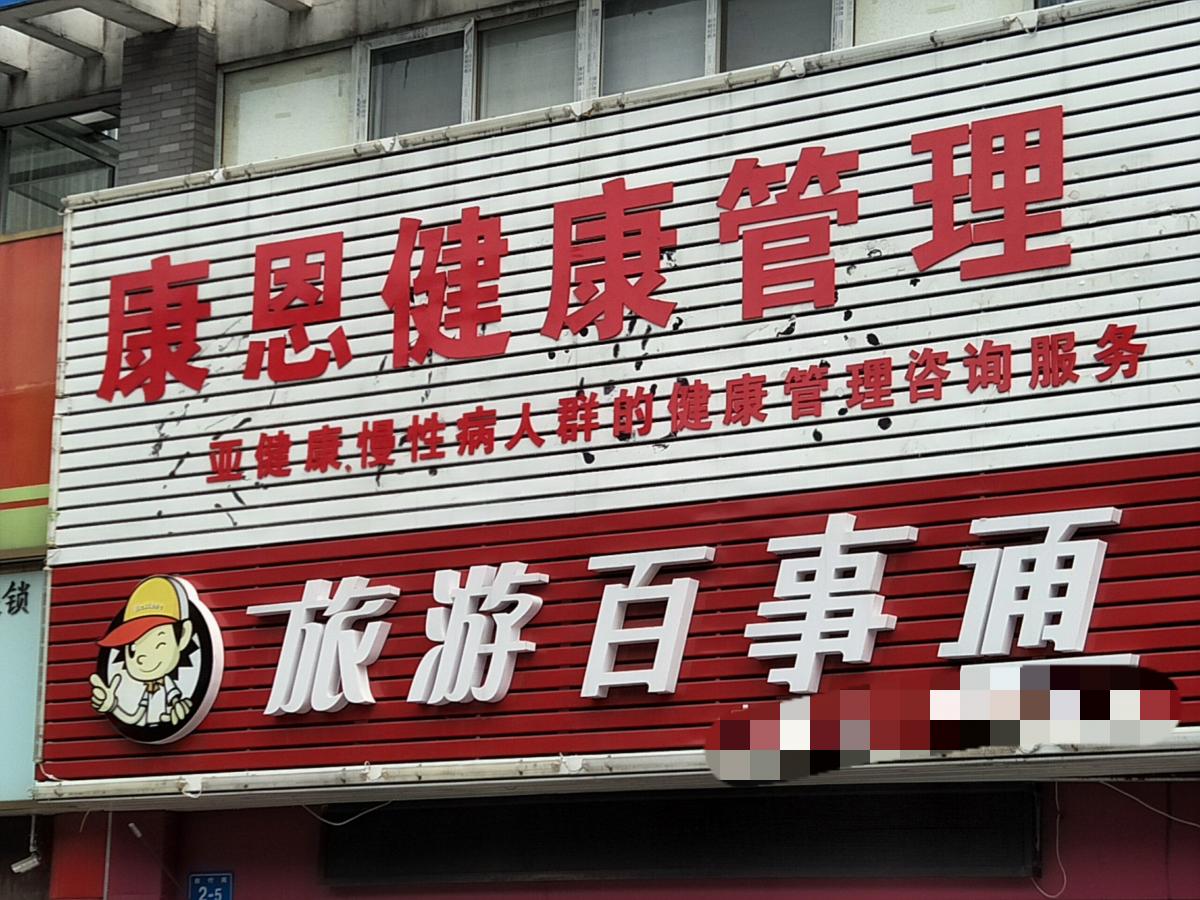 康恩健康管理
亚健康、慢性病人群的健康管理咨询服务
旅游百事通
锁
2-5